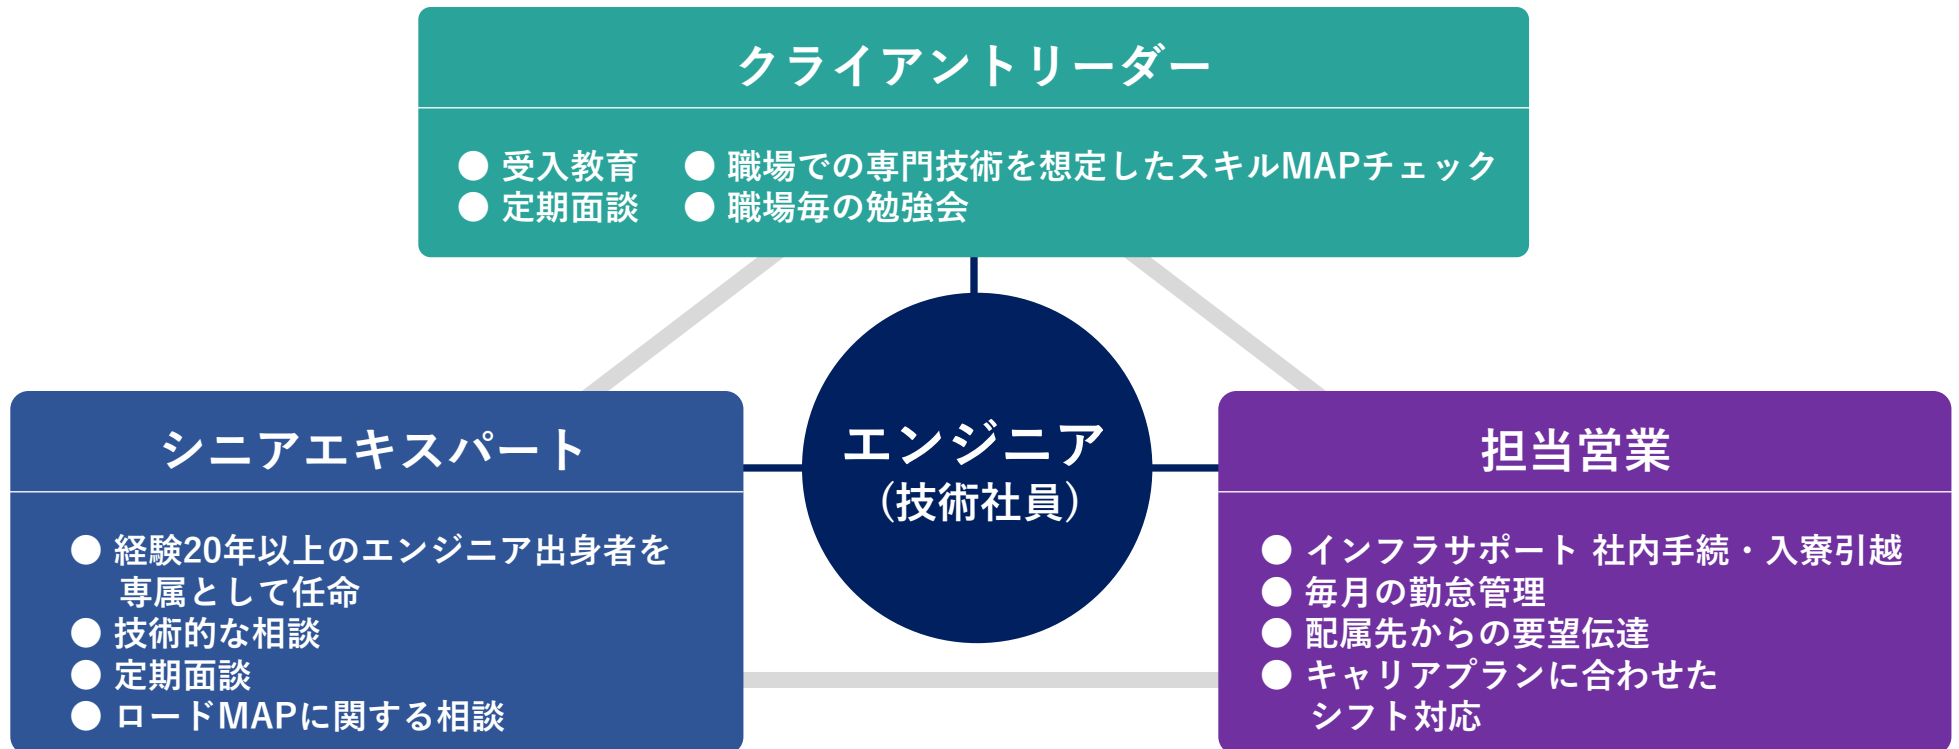 クライアントリーダー
● 受入教育 ● 職場での専門技術を想定したスキルMAPチェック
● 定期面談 ● 職場毎の勉強会
エンジニア
（技術社員）
シニアエキスパート
● 経験20年以上のエンジニア出身者を
専属として任命
● 技術的な相談
● 定期面談
● ロードMAPに関する相談
担当営業
● インフラサポート 社内手続・入寮引越
● 毎月の勤怠管理
● 配属先からの要望伝達
● キャリアプランに合わせた
シフト対応